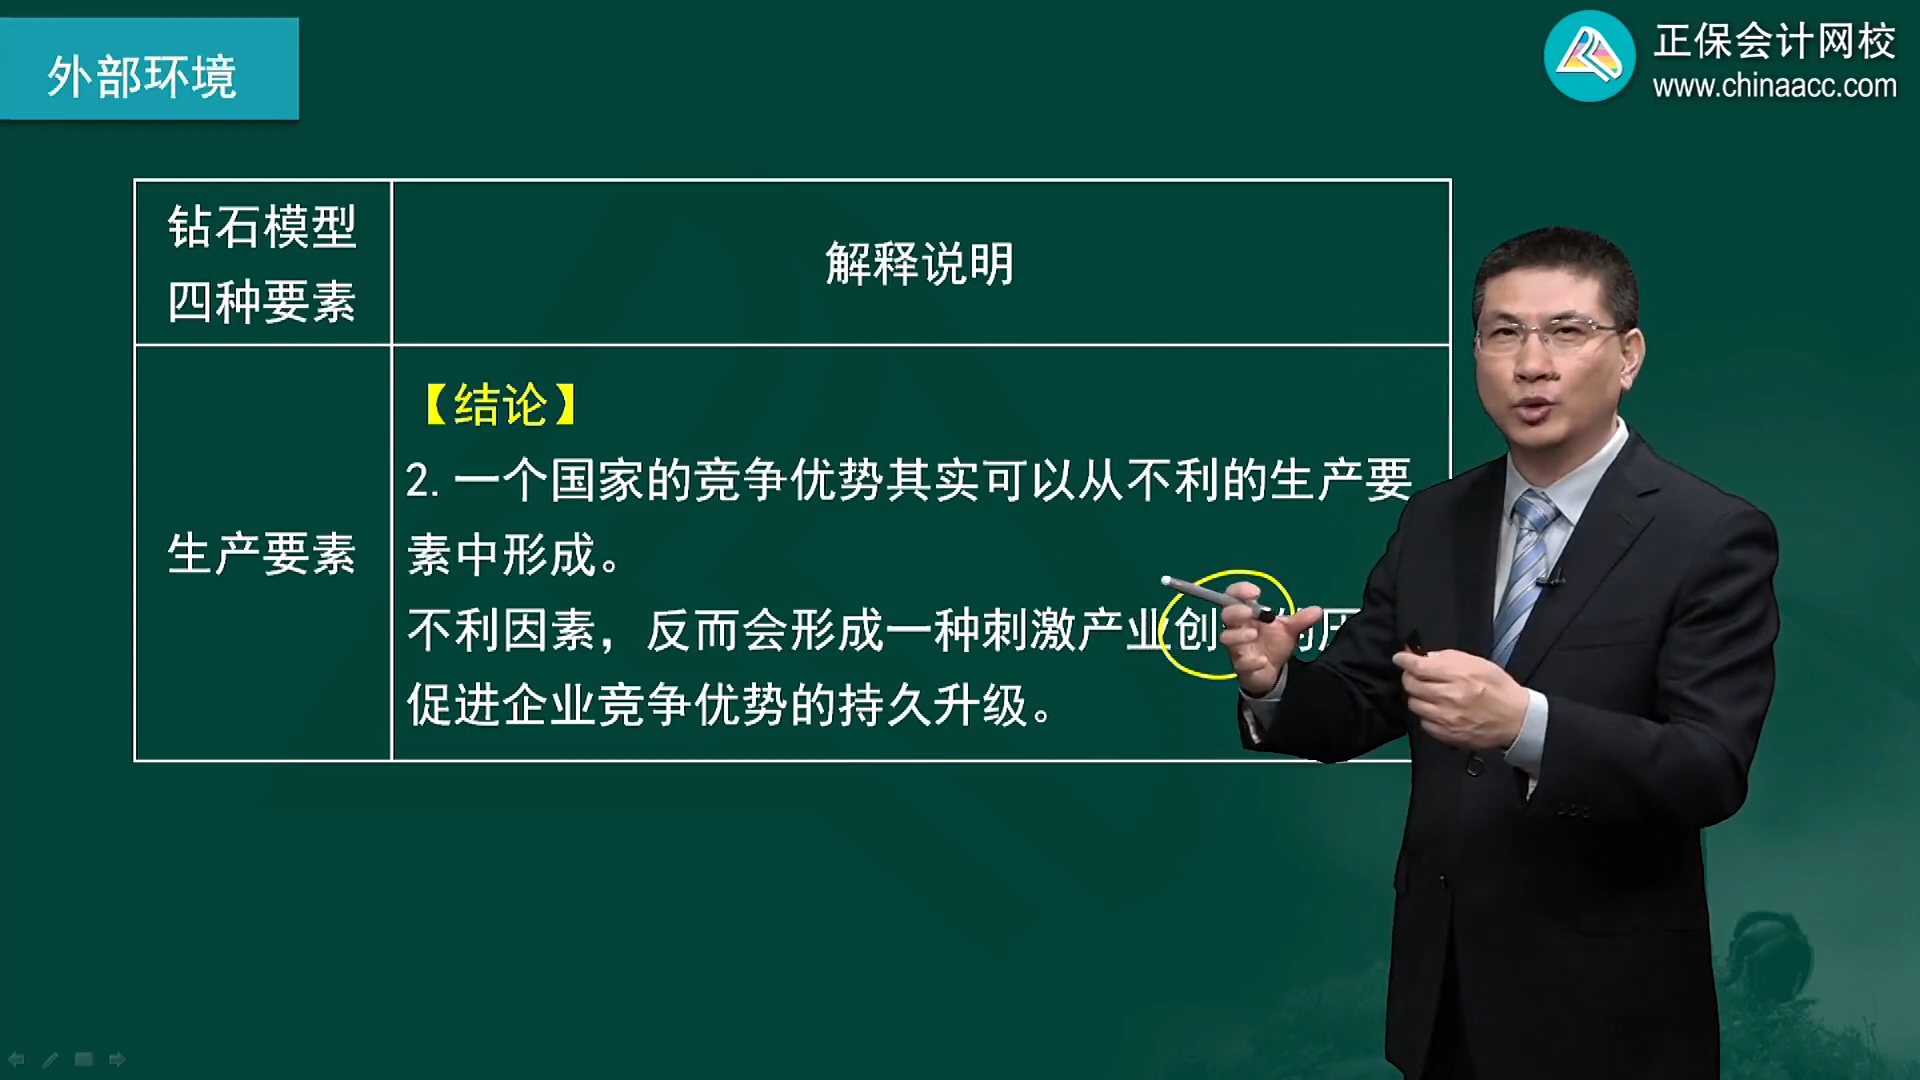 外部环境
正保会计网校
www.chinaacc.com
钻石模型
四种要素
解释说明
生产要素
【结论】
2.一个国家的竞争优势其实可以从不利的生产要
素中形成。
不利因素，反而会形成一种刺激产业创的
促进企业竞争优势的持久升级。